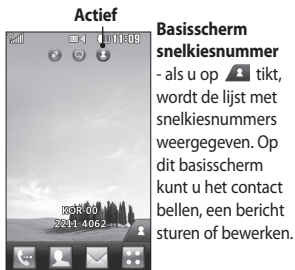 Actief
11:09
KOR-00
2211 4062
Basisscherm
snelkiesnummer
- als u op tikt,
wordt de lijst met
snelkiesnummers
weergegeven. Op
dit basisscherm
kunt u het contact
bellen, een bericht
sturen of bewerken.